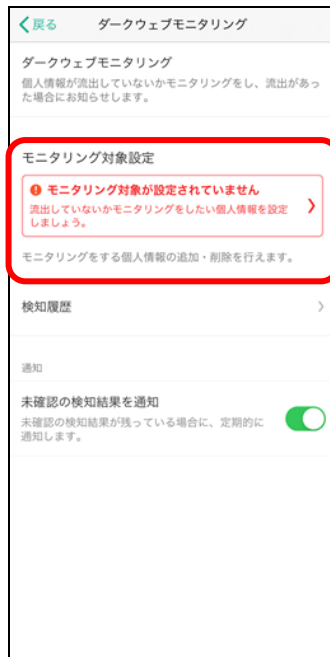 戻る ダークウェブモニタリング
ダークウェブモニタリング
個人情報が流出していないかモニタリングをし、流出があっ
た場合にお知らせします。
モニタリング対象設定
モニタリング対象が設定されていません
流出していないかモニタリングをしたい個人情報を設定
しましょう。
モニタリングをする個人情報の追加・削除を行えます。
検知履歴
通知
未確認の検知結果を通知
未確認の検知結果が残っている場合に、定期的に
通知します。